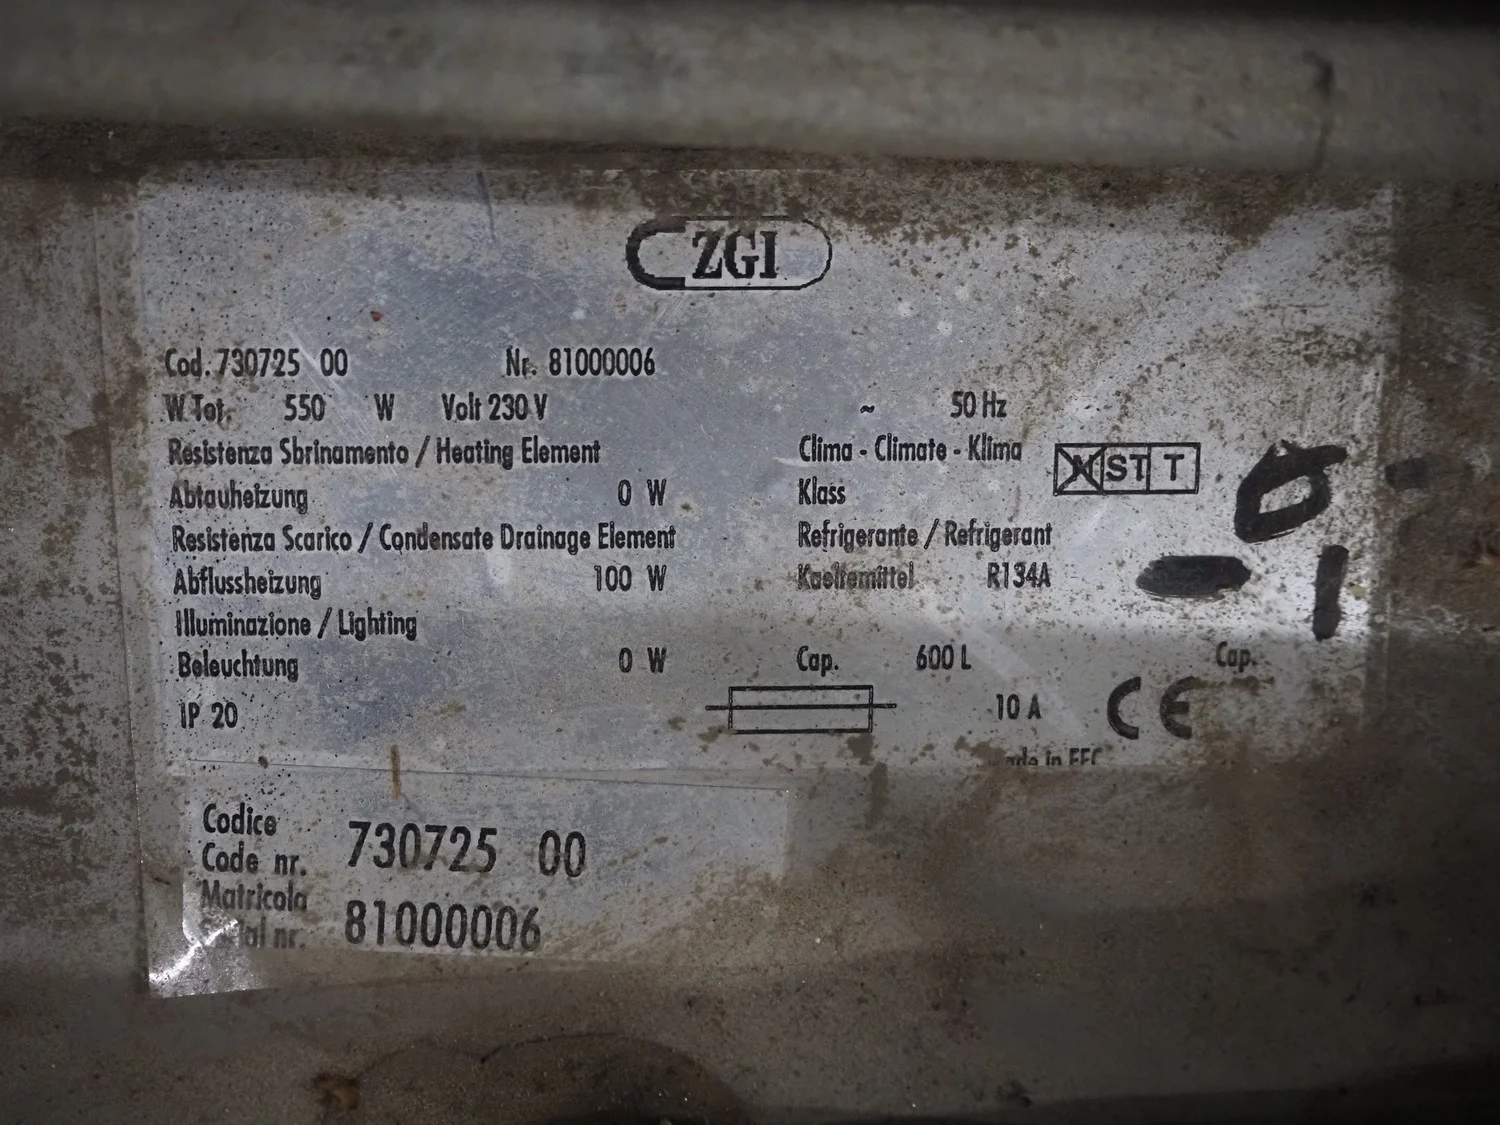 ZGI
Cod. 730725 00 Nr. 81000006
W Tot. 550 W Volt 230 V ~ 50 Hz
Resistenza Sbrinamento / Heating Element
Abtauheizung 0 W
Resistenza Scarico / Condensate Drainage Element
Abflussheizung 100 W
Illuminazione / Lighting
Beleuchtung 0 W
IP 20
Clima - Climate - Klima
Klass N ST T
Refrigerante / Refrigerant
Kaeltemittel R134A
Cap. 600 L Cap.
10 A CE
in EEC
Codice
Code nr. 730725 00
Matricola
Serial nr. 81000006